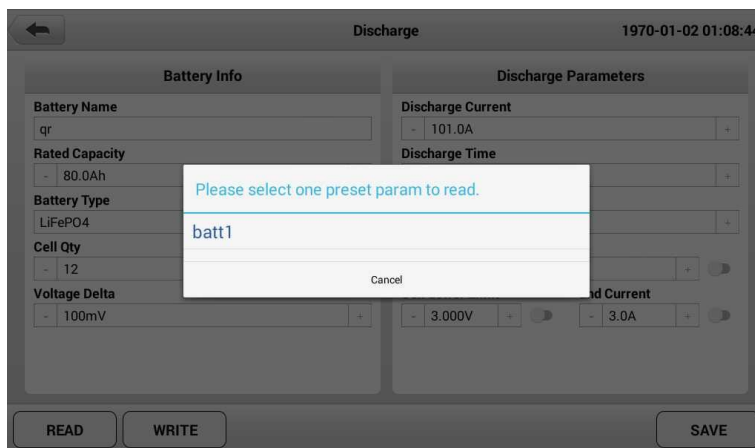 Discharge
1970-01-02 01:08:44
Battery Info
Battery Name
qr
Rated Capacity
- 80.0Ah
Battery Type
LiFePO4
Cell Qty
- 12
Voltage Delta
- 100mV +
Discharge Parameters
Discharge Current
- 101.0A +
Discharge Time
+
+
+
End Current
- 3.000V +
- 3.0A +
Please select one preset param to read.
batt1
Cancel
READ
WRITE
SAVE